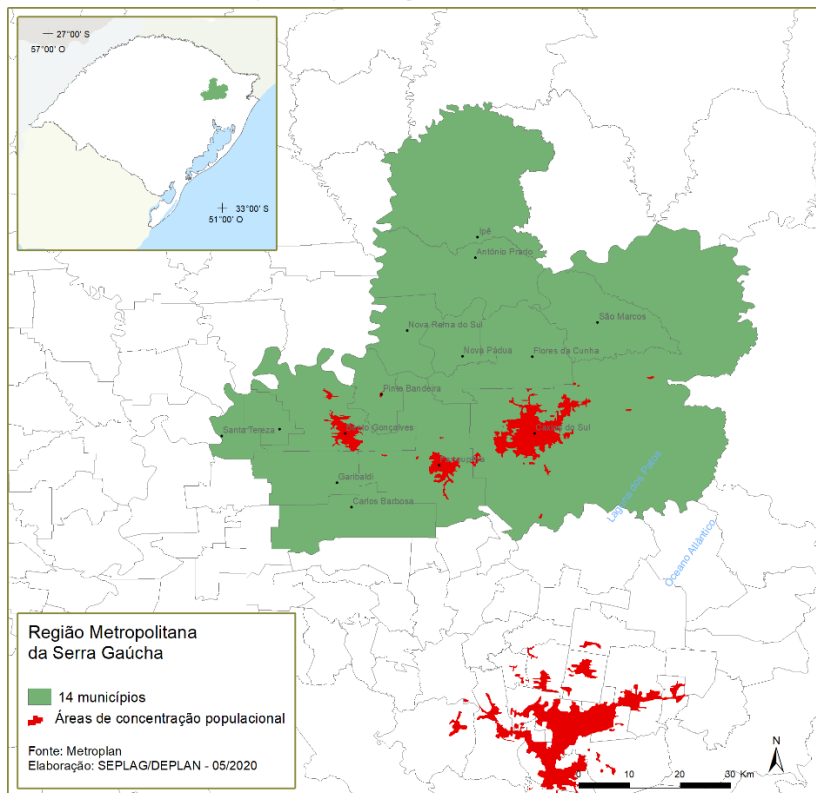 27°00' S
57°00' O
33°00' S
51°00' O
Ipê
Antônio Prado
São Marcos
Nova Roma do Sul
Nova Pádua
Flores da Cunha
Pinto Bandeira
Santa Tereza
Bento Gonçalves
Caxias do Sul
Farroupilha
Garibaldi
Carlos Barbosa
Laguna dos Patos
Oceano Atlântico
Região Metropolitana
da Serra Gaúcha
14 municípios
Áreas de concentração populacional
Fonte: Metroplan
Elaboração: SEPLAG/DEPLAN - 05/2020
N
0 10 20 30 Km